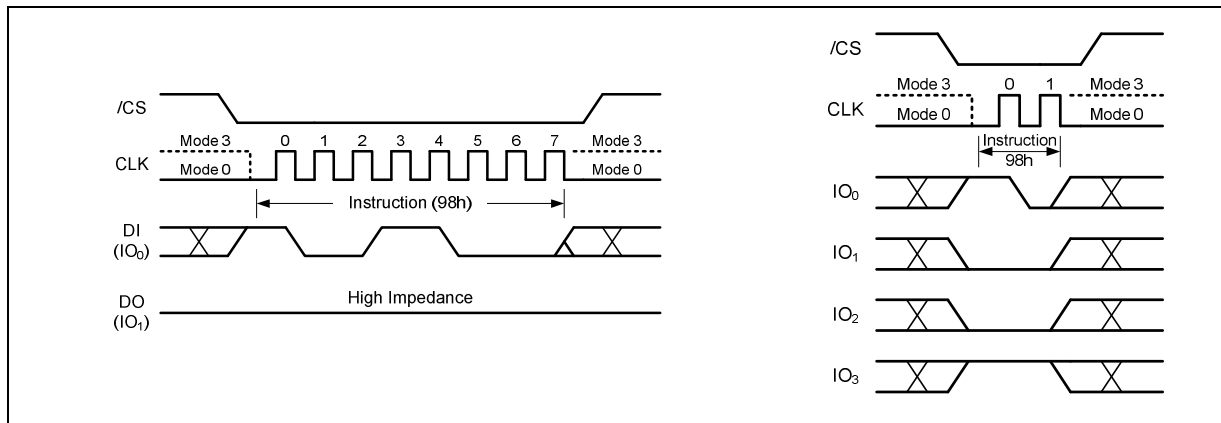 /CS
Mode 3 0 1 2 3 4 5 6 7 Mode 3
CLK Mode 0 Mode 0
Instruction (98h)
DI
(IO₀)
High Impedance
DO
(IO₁)
/CS
Mode 3 0 1 Mode 3
CLK Mode 0 Mode 0
Instruction
98h
IO₀
IO₁
IO₂
IO₃